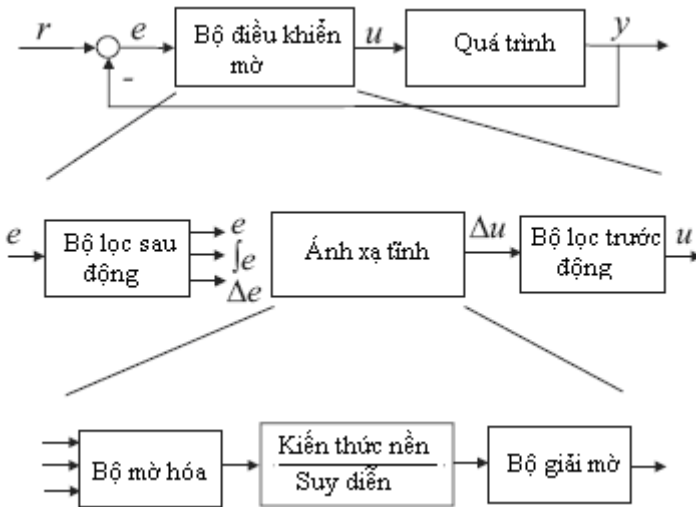 r
e
Bộ điều khiển
mờ
u
Quá trình
y
-
e
Bộ lọc sau
động
e
∫e
Δe
Ánh xạ tĩnh
Δu
Bộ lọc trước
động
u
Bộ mờ hóa
Kiến thức nền
Suy diễn
Bộ giải mờ